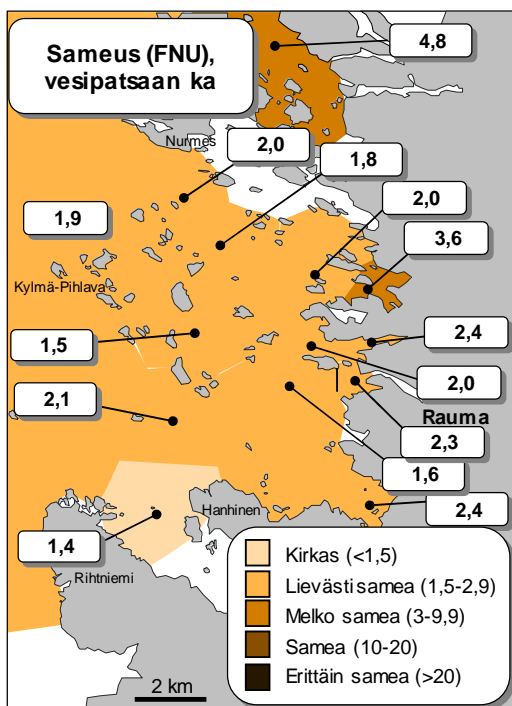 Sameus (FNU),
vesipatsaan ka
4,8
Nurmes
2,0
1,8
2,0
1,9
3,6
Kylmä-Pihlava
1,5
2,4
2,0
2,1
Rauma
2,3
1,6
Hanhinen
2,4
1,4
Rihtniemi
Kirkas (<1,5)
Lievästi samea (1,5-2,9)
Melko samea (3-9,9)
Samea (10-20)
Erittäin samea (>20)
2 km